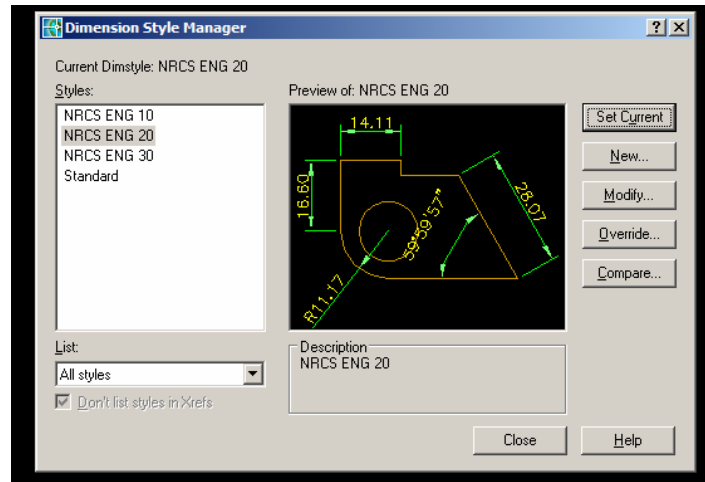 Dimension Style Manager
? X
Current Dimstyle: NRCS ENG 20
Styles:
NRCS ENG 10
NRCS ENG 20
NRCS ENG 30
Standard
Preview of: NRCS ENG 20
14.11
16.60
28.07
59°59'57"
R11.17
Set Current
New...
Modify...
Override...
Compare...
List:
All styles
Don't list styles in Xrefs
Description
NRCS ENG 20
Close
Help